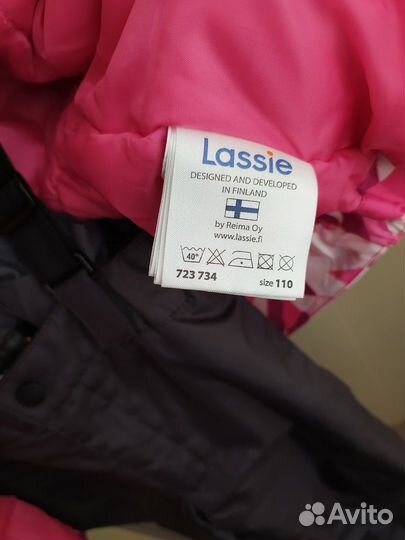 Lassie
DESIGNED AND DEVELOPED
IN FINLAND
by Reima Oy
www.lassie.fi
40°
723 734 size 110
Avito